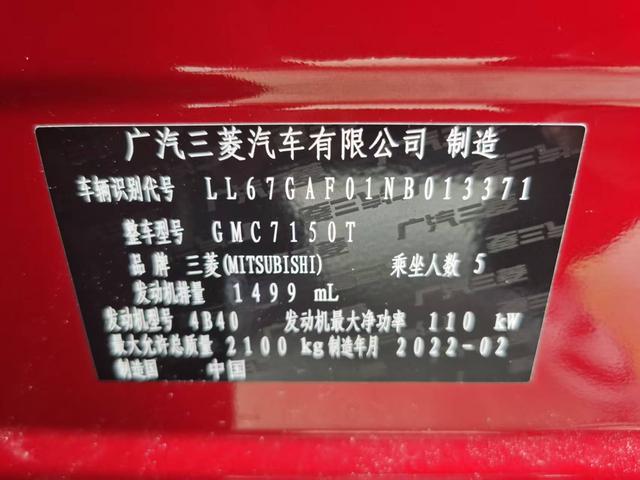 广汽三菱汽车有限公司 制造
车辆识别代号 LL67GAF01NB013371
整车型号 GMC7150T
品 牌 三菱(MITSUBISHI) 乘坐人数 5
发动机排量 1499 mL
发动机型号 4B40 发动机最大净功率 110 kW
最大允许总质量 2100 kg 制造年月 2022-02
制造国 中国